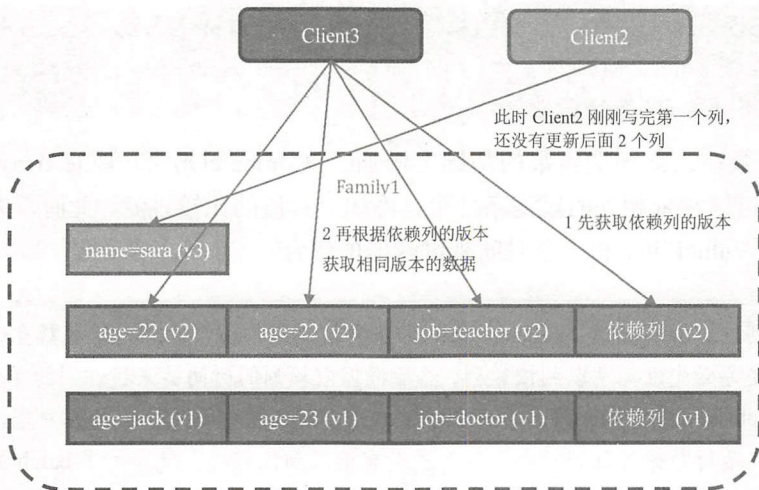 Client3
Client2
此时 Client2 刚刚写完第一个列，
还没有更新后面 2 个列
Family1
1 先获取依赖列的版本
2 再根据依赖列的版本
获取相同版本的数据
name=sara (v3)
age=22 (v2)
age=22 (v2)
job=teacher (v2)
依赖列 (v2)
age=jack (v1)
age=23 (v1)
job=doctor (v1)
依赖列 (v1)